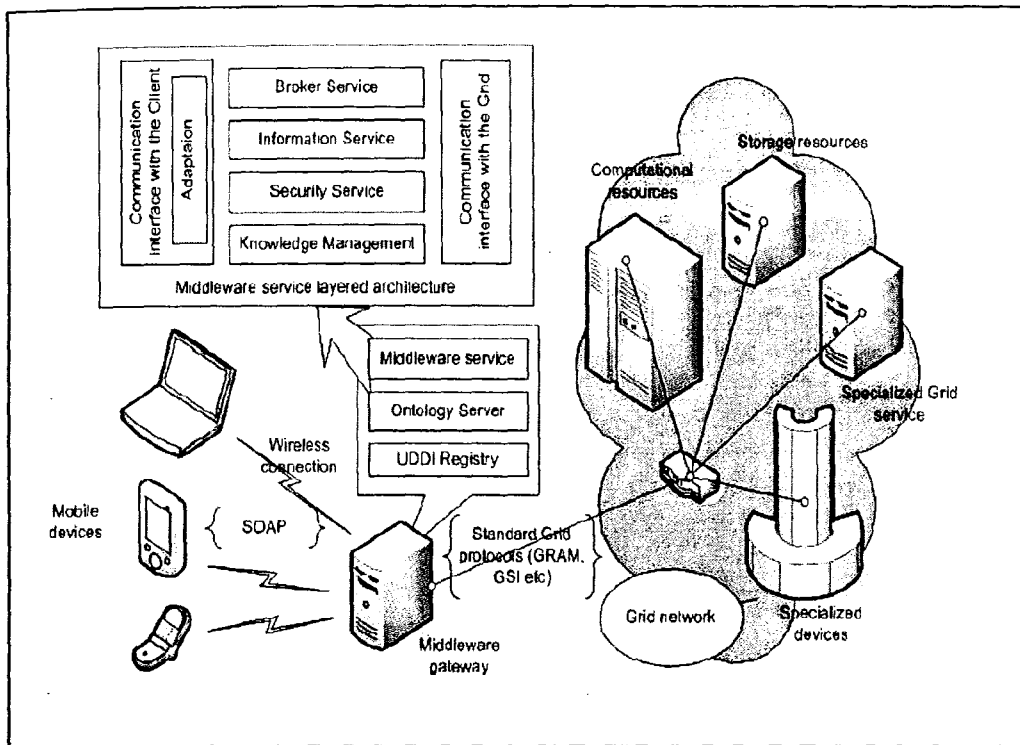 Communication
Interface with the Client
Adaptaion
Broker Service
Information Service
Security Service
Knowledge Management
Communication
interface with the Grid
Middleware service layered architecture
Storage resources
Computational
resources
Middleware service
Ontology Server
UDDI Registry
Specialized Grid
service
Wireless
connection
Mobile
devices
SOAP
Standard Grid
protocols (GRAM,
GSI etc)
Middleware
gateway
Grid network
Specialized
devices